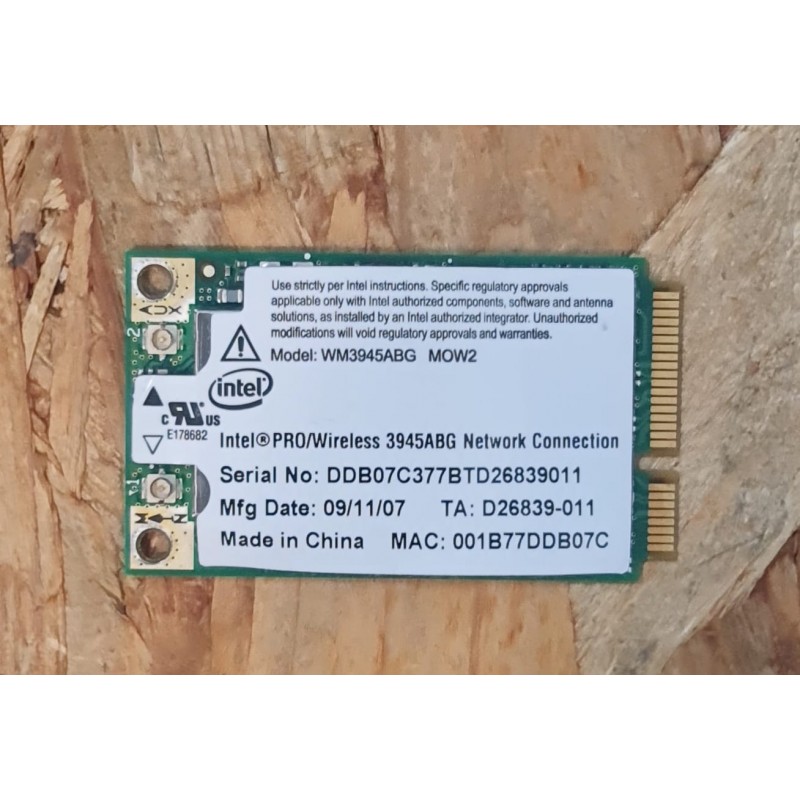 Use strictly per Intel instructions. Specific regulatory approvals
applicable only with Intel authorized components, software and antenna
solutions, as installed by an Intel authorized integrator. Unauthorized
modifications will void regulatory approvals and warranties.
Model: WM3945ABG MOW2
intel®
Intel® PRO/Wireless 3945ABG Network Connection
Serial No: DDB07C377BTD26839011
Mfg Date: 09/11/07 TA: D26839-011
Made in China MAC: 001B77DDB07C
AUX
2
c RU US
E178682
1
MAIN